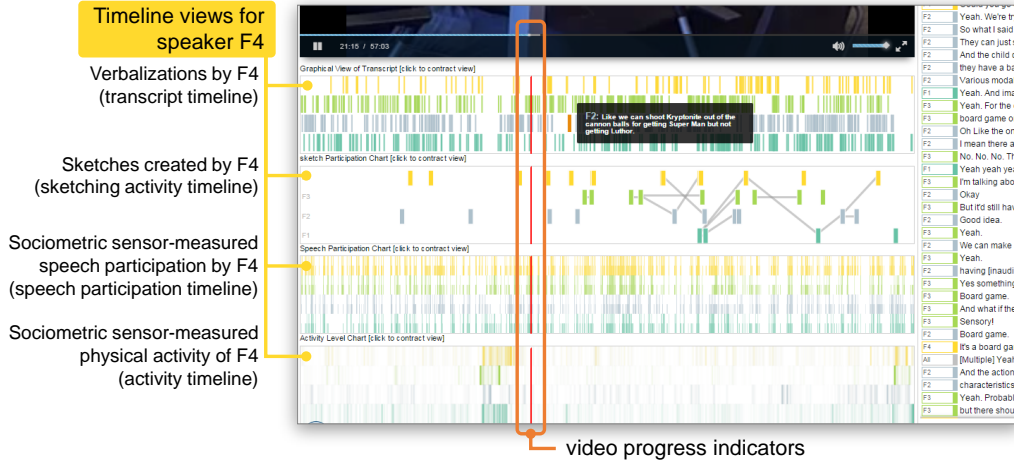 Timeline views for
speaker F4
Verbalizations by F4
(transcript timeline)
Sketches created by F4
(sketching activity timeline)
Sociometric sensor-measured
speech participation by F4
(speech participation timeline)
Sociometric sensor-measured
physical activity of F4
(activity timeline)
21:15 / 57:03
Graphical View of Transcript [click to contract view]
F2: Like we can shoot Kryptonite out of the
cannon balls for getting Super Man but not
getting Luthor.
sketch Participation Chart [click to contract view]
F3
F2
F1
Speech Participation Chart [click to contract view]
Activity Level Chart [click to contract view]
video progress indicators
F2 Yeah. We're tr
F2 So what I said
F2 They can just s
F2 And the child c
F2 they have a ba
F2 Various moda
F1 Yeah. And ima
F3 Yeah. For the
F3 board game o
F2 Oh Like the on
F2 I mean there a
F3 No. No. No. Th
F1 Yeah yeah yea
F3 I'm talking abo
F2 Okay
F3 But it'd still hav
F2 Good idea.
F3 Yeah.
F2 We can make
F3 Yeah.
F2 having [inaudi
F3 Yes something
F3 Board game.
F3 And what if the
F3 Sensory!
F2 Board game.
F4 It's a board ga
All [Multiple] Yeah
F2 And the action
F2 characteristics
F3 Yeah. Probabl
F3 but there shou